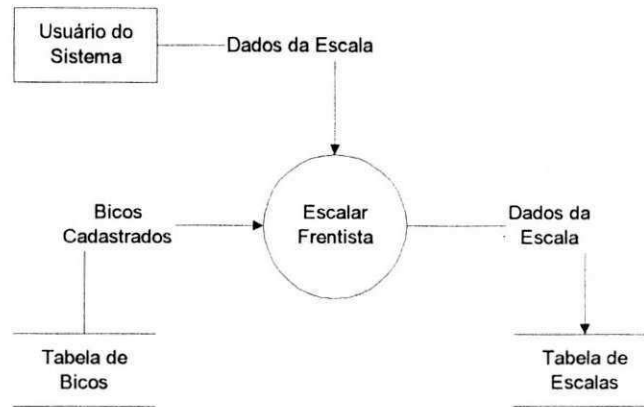 Usuário do
Sistema
Dados da Escala
Bicos
Cadastrados
Escalar
Frentista
Dados da
Escala
Tabela de
Bicos
Tabela de
Escalas